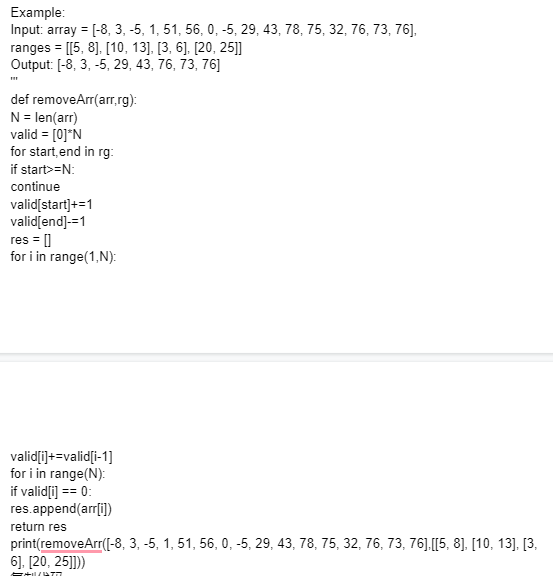 Example:
Input: array = [-8, 3, -5, 1, 51, 56, 0, -5, 29, 43, 78, 75, 32, 76, 73, 76],
ranges = [[5, 8], [10, 13], [3, 6], [20, 25]]
Output: [-8, 3, -5, 29, 43, 76, 73, 76]
'''
def removeArr(arr,rg):
N = len(arr)
valid = [0]*N
for start,end in rg:
if start>=N:
continue
valid[start]+=1
valid[end]-=1
res = []
for i in range(1,N):
valid[i]+=valid[i-1]
for i in range(N):
if valid[i] == 0:
res.append(arr[i])
return res
print(removeArr([-8, 3, -5, 1, 51, 56, 0, -5, 29, 43, 78, 75, 32, 76, 73, 76],[[5, 8], [10, 13], [3,
6], [20, 25]]))